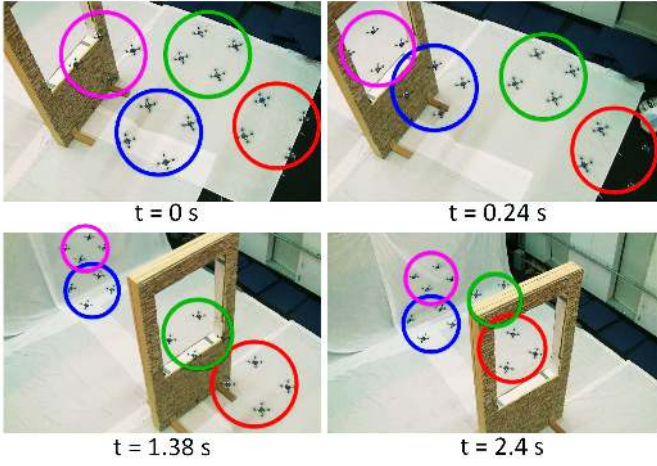 t = 0 s
t = 0.24 s
t = 1.38 s
t = 2.4 s